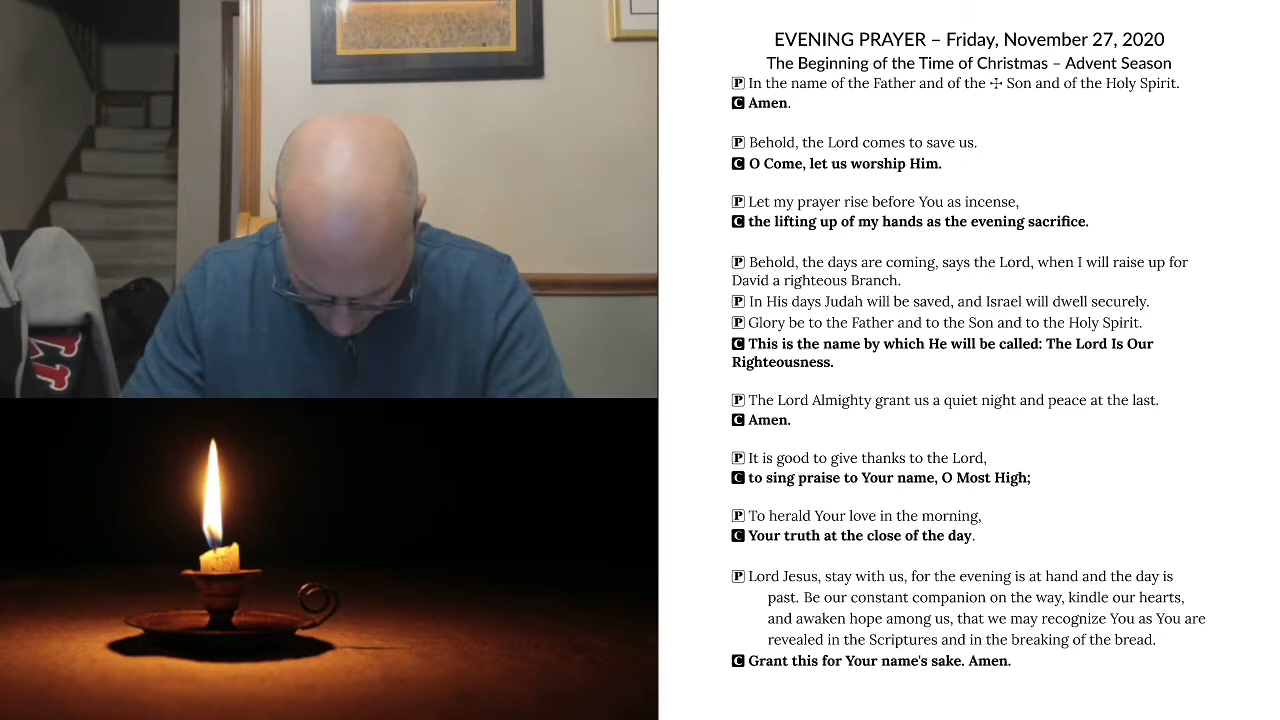 EVENING PRAYER – Friday, November 27, 2020
The Beginning of the Time of Christmas – Advent Season
P In the name of the Father and of the ☩ Son and of the Holy Spirit.
C Amen.
P Behold, the Lord comes to save us.
C O Come, let us worship Him.
P Let my prayer rise before You as incense,
C the lifting up of my hands as the evening sacrifice.
P Behold, the days are coming, says the Lord, when I will raise up for
David a righteous Branch.
P In His days Judah will be saved, and Israel will dwell securely.
P Glory be to the Father and to the Son and to the Holy Spirit.
C This is the name by which He will be called: The Lord Is Our
Righteousness.
P The Lord Almighty grant us a quiet night and peace at the last.
C Amen.
P It is good to give thanks to the Lord,
C to sing praise to Your name, O Most High;
P To herald Your love in the morning,
C Your truth at the close of the day.
P Lord Jesus, stay with us, for the evening is at hand and the day is
past. Be our constant companion on the way, kindle our hearts,
and awaken hope among us, that we may recognize You as You are
revealed in the Scriptures and in the breaking of the bread.
C Grant this for Your name's sake. Amen.